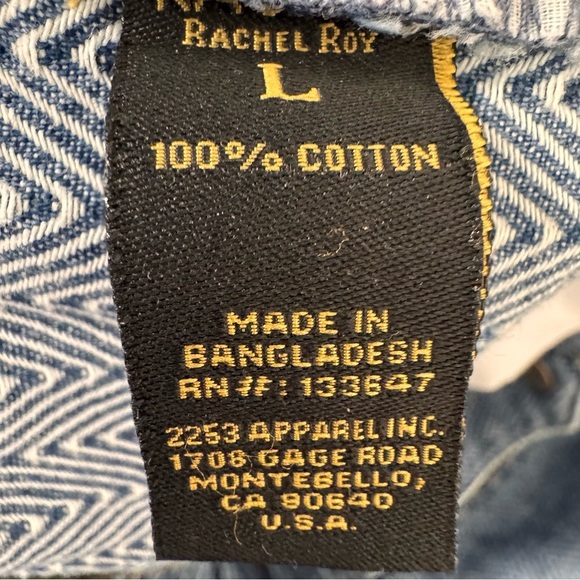 RACHEL ROY
L
100% COTTON
MADE IN
BANGLADESH
RN#: 133647
2253 APPAREL INC.
1708 GAGE ROAD
MONTEBELLO,
CA 90640
U.S.A.